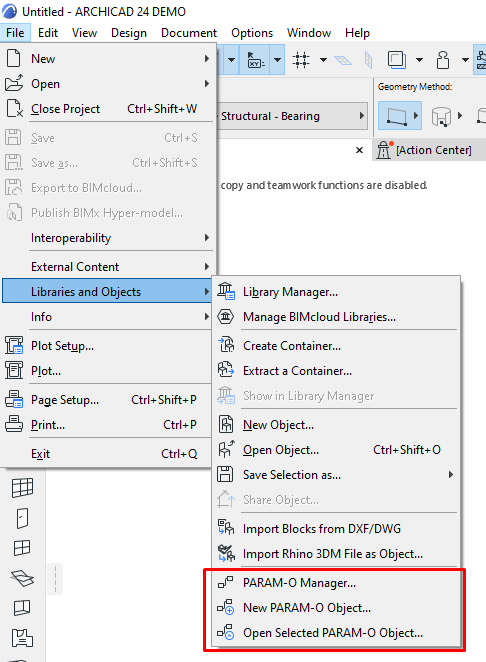 Untitled - ARCHICAD 24 DEMO
File Edit View Design Document Options Teamwork Window Help
New
Open
Close Project Ctrl+Shift+W
Save Ctrl+S
Save as... Ctrl+Shift+S
Export to BIMcloud...
Publish BIMx Hyper-model...
Interoperability
External Content
Libraries and Objects
Info
Plot Setup...
Plot...
Page Setup... Ctrl+Shift+P
Print... Ctrl+P
Exit Ctrl+Q
XY:
Geometry Method:
Structural - Bearing
[Action Center]
copy and teamwork functions are disabled.
Library Manager...
Manage BIMcloud Libraries...
Create Container...
Extract a Container...
Show in Library Manager
New Object...
Open Object... Ctrl+Shift+O
Save Selection as...
Share Object...
Import Blocks from DXF/DWG
Import Rhino 3DM File as Object...
PARAM-O Manager...
New PARAM-O Object...
Open Selected PARAM-O Object...